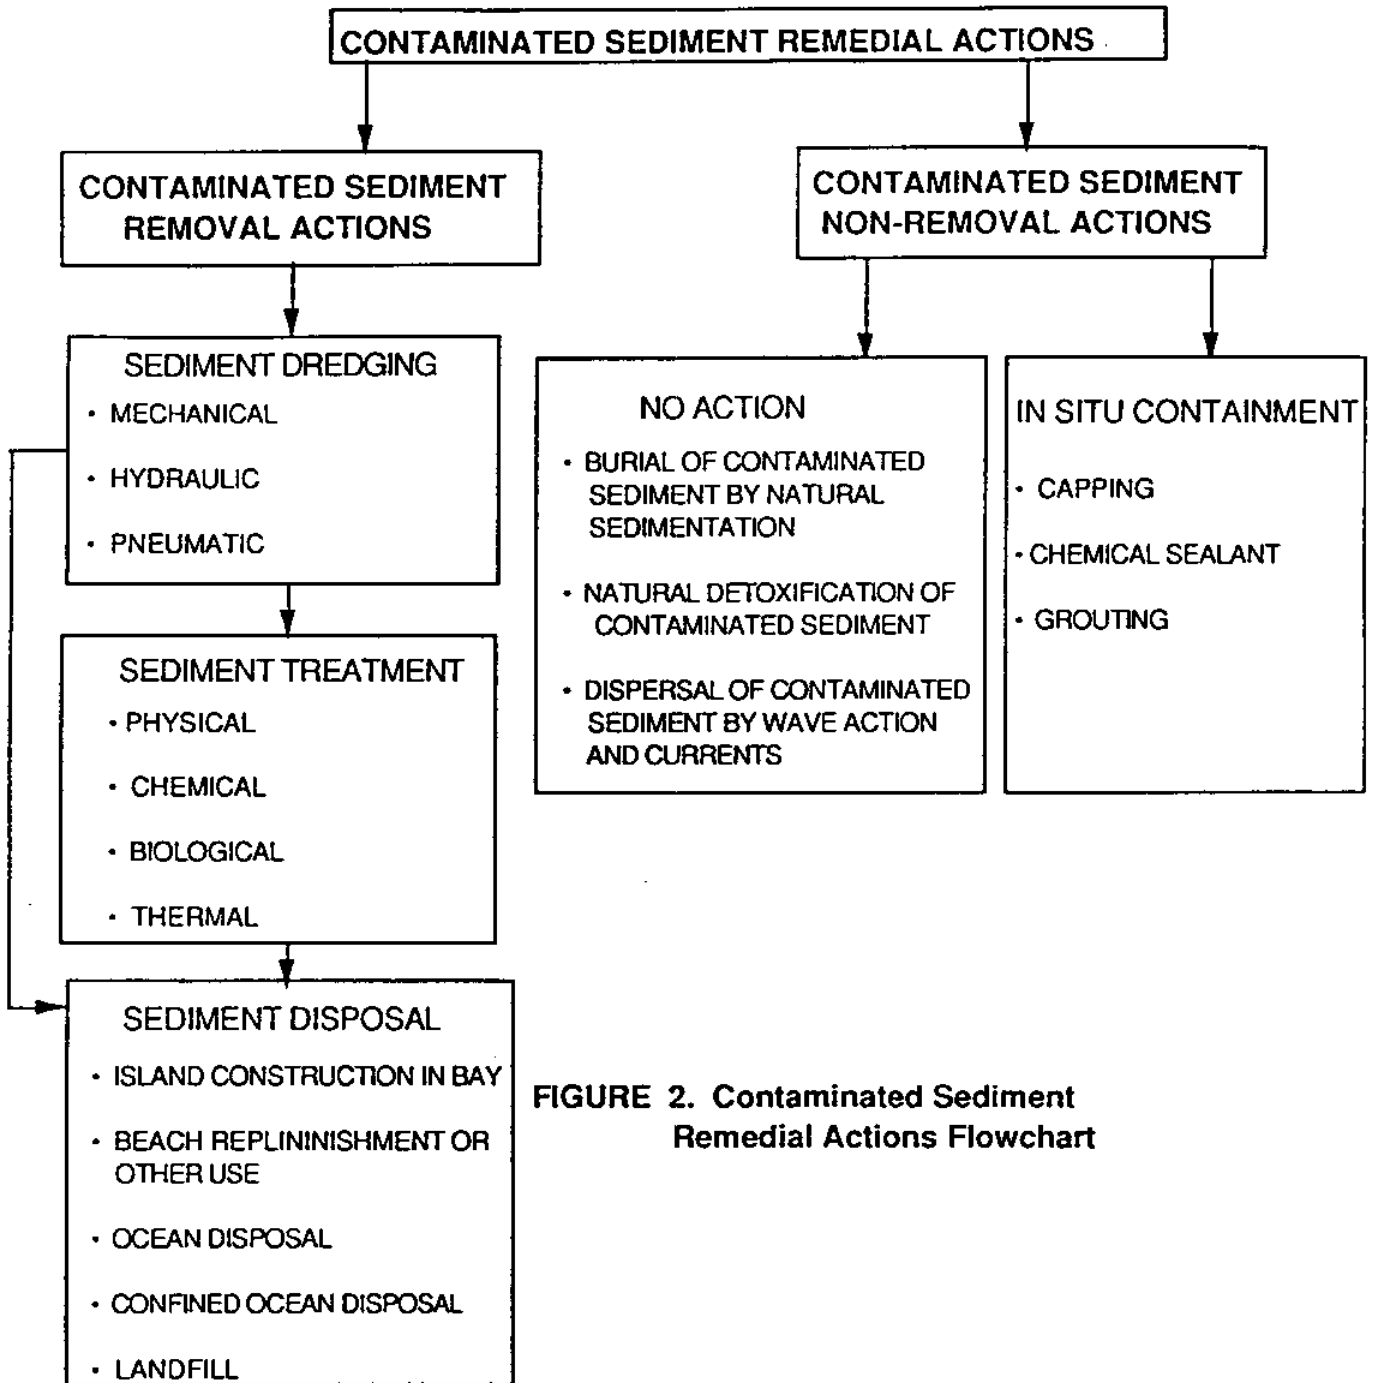 CONTAMINATED SEDIMENT REMEDIAL ACTIONS
CONTAMINATED SEDIMENT
REMOVAL ACTIONS
CONTAMINATED SEDIMENT
NON-REMOVAL ACTIONS
SEDIMENT DREDGING
• MECHANICAL
• HYDRAULIC
• PNEUMATIC
NO ACTION
• BURIAL OF CONTAMINATED
SEDIMENT BY NATURAL
SEDIMENTATION
• NATURAL DETOXIFICATION OF
CONTAMINATED SEDIMENT
• DISPERSAL OF CONTAMINATED
SEDIMENT BY WAVE ACTION
AND CURRENTS
IN SITU CONTAINMENT
• CAPPING
• CHEMICAL SEALANT
• GROUTING
SEDIMENT TREATMENT
• PHYSICAL
• CHEMICAL
• BIOLOGICAL
• THERMAL
SEDIMENT DISPOSAL
• ISLAND CONSTRUCTION IN BAY
• BEACH REPLININISHMENT OR
OTHER USE
• OCEAN DISPOSAL
• CONFINED OCEAN DISPOSAL
• LANDFILL
FIGURE 2. Contaminated Sediment
Remedial Actions Flowchart